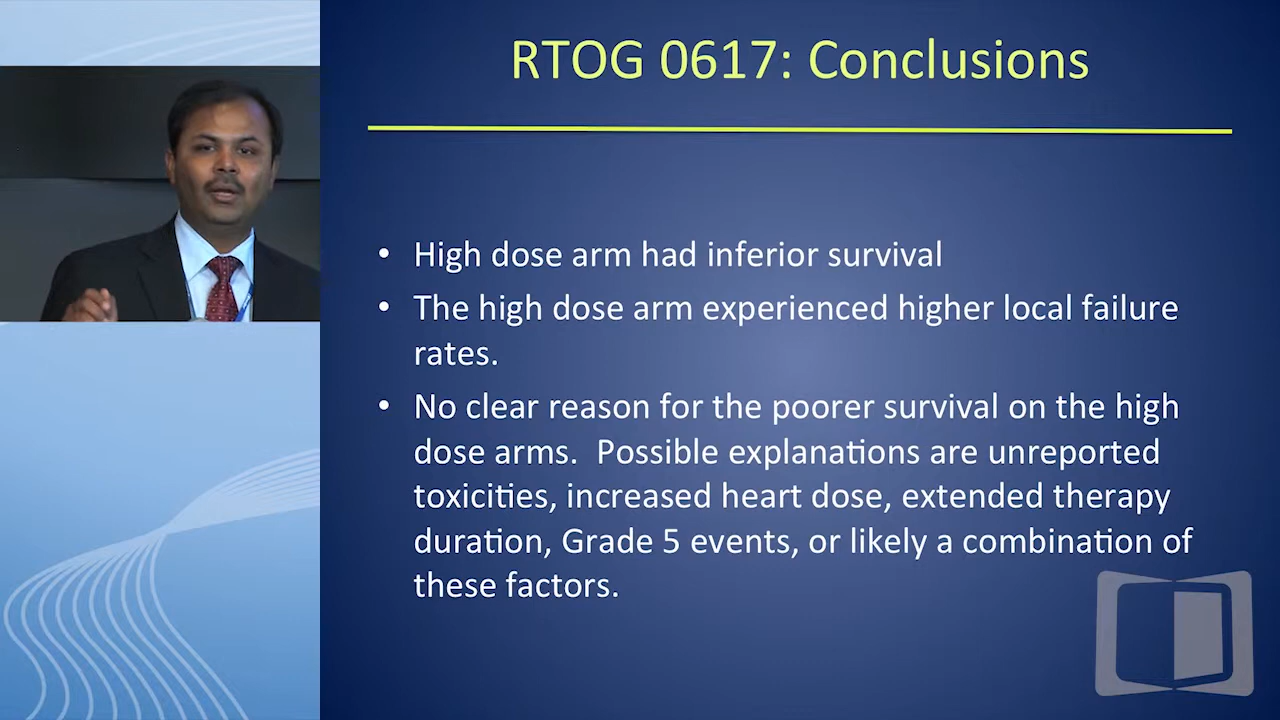 RTOG 0617: Conclusions
• High dose arm had inferior survival
• The high dose arm experienced higher local failure
rates.
• No clear reason for the poorer survival on the high
dose arms.  Possible explanations are unreported
toxicities, increased heart dose, extended therapy
duration, Grade 5 events, or likely a combination of
these factors.